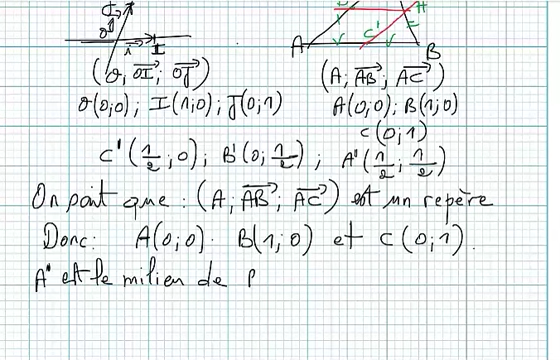 J
O i I
A C' B H
(O; OI; OJ) (A; AB; AC)
O(0;0); I(1;0); J(0;1) A(0;0); B(1;0)
C(0;1)
C'(1/2; 0); B'(0; 1/2); A'(1/2; 1/2)
On sait que : (A; AB; AC) est un repère
Donc: A(0;0). B(1;0) et C(0;1).
A' est le milieu de